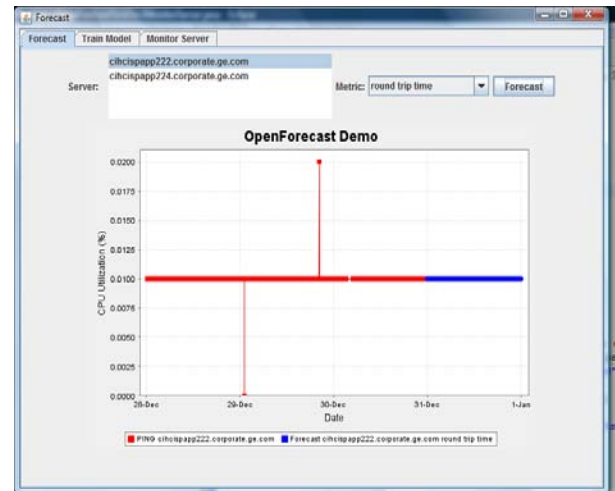 Forecast
Forecast Train Model Monitor Server
cihcispapp222.corporate.ge.com
cihcispapp224.corporate.ge.com
Server:
Metric: round trip time Forecast
OpenForecast Demo
CPU Utilization (%)
0.0200
0.0175
0.0150
0.0125
0.0100
0.0075
0.0050
0.0025
0.0000
28-Dec 29-Dec 30-Dec 31-Dec 1-Jan
Date
PING cihcispapp222.corporate.ge.com Forecast cihcispapp222.corporate.ge.com round trip time